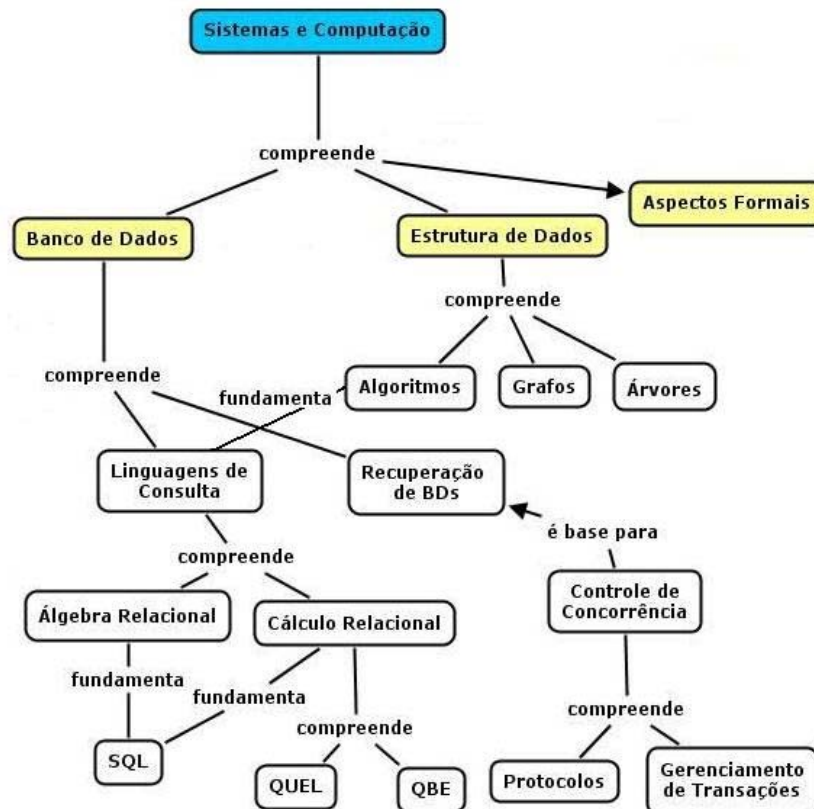 Sistemas e Computação
compreende
Aspectos Formais
Banco de Dados
Estrutura de Dados
compreende
compreende
fundamenta
Algoritmos
Grafos
Árvores
Linguagens de
Consulta
Recuperação
de BDs
é base para
compreende
Controle de
Concorrência
Álgebra Relacional
Cálculo Relacional
fundamenta
fundamenta
compreende
compreende
SQL
QUEL
QBE
Protocolos
Gerenciamento
de Transações